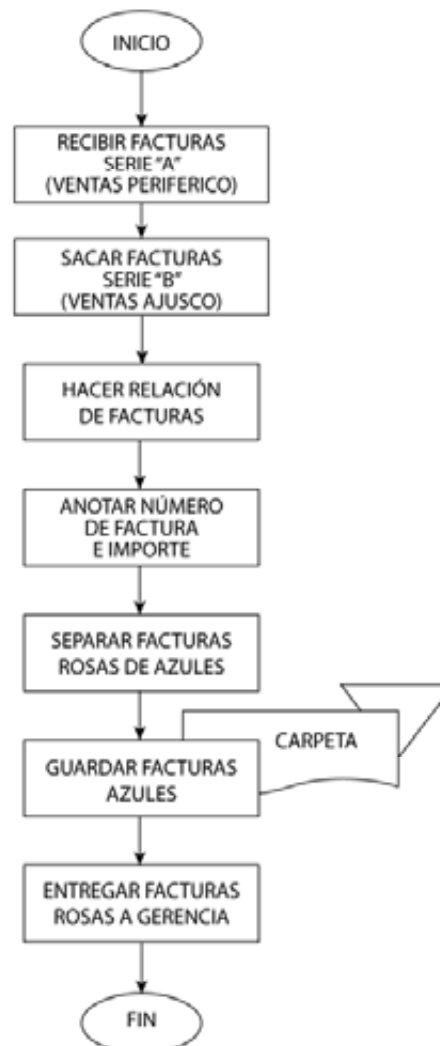 INICIO
RECIBIR FACTURAS
SERIE "A"
(VENTAS PERIFERICO)
SACAR FACTURAS
SERIE "B"
(VENTAS AJUSCO)
HACER RELACIÓN
DE FACTURAS
ANOTAR NÚMERO
DE FACTURA
E IMPORTE
SEPARAR FACTURAS
ROSAS DE AZULES
CARPETA
GUARDAR FACTURAS
AZULES
ENTREGAR FACTURAS
ROSAS A GERENCIA
FIN